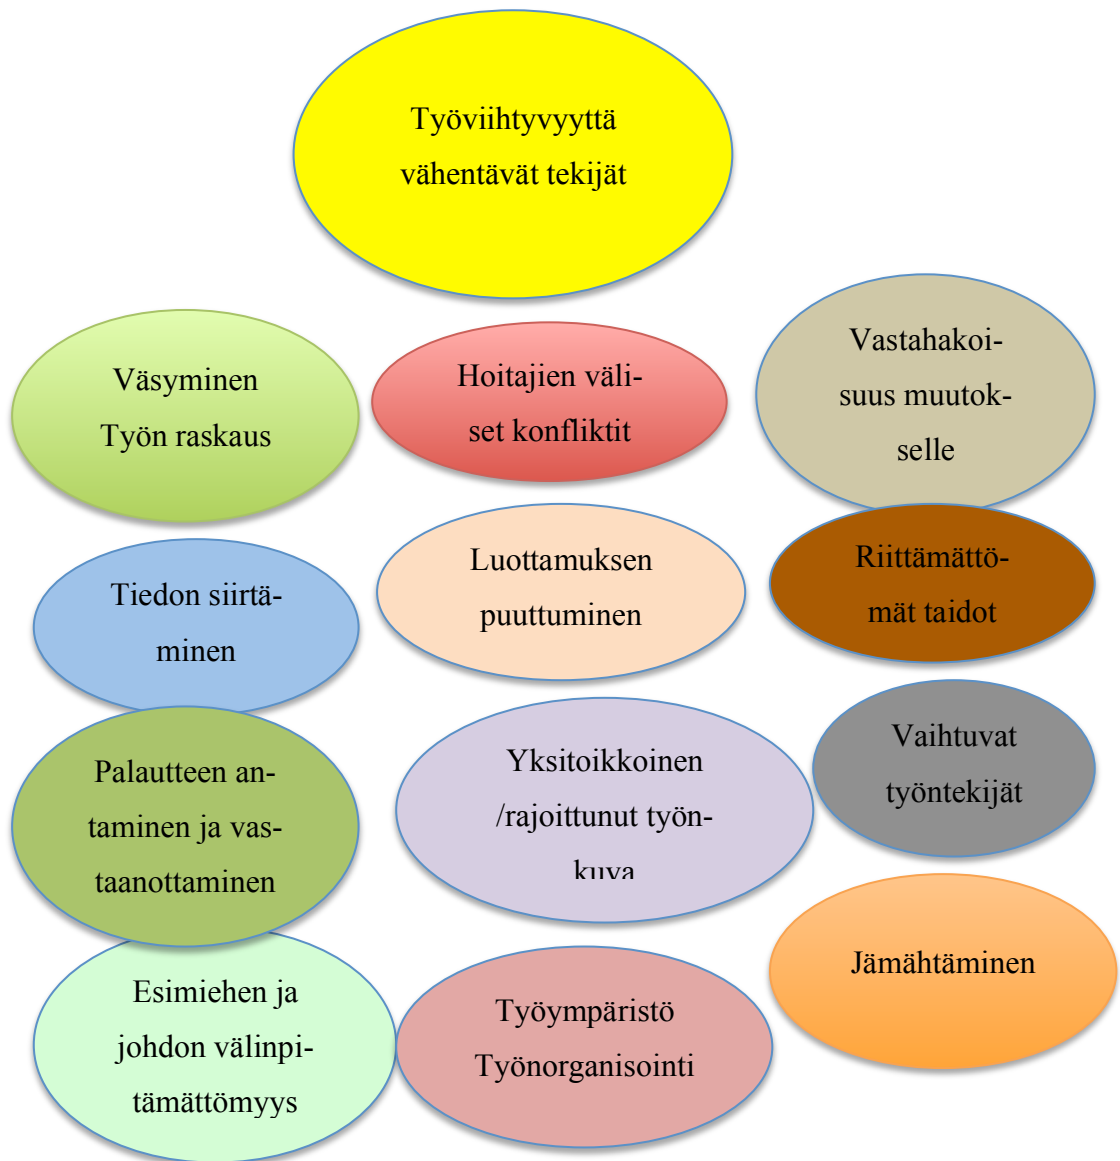 Työviihtyvyyttä
vähentävät tekijät
Väsyminen
Työn raskaus
Hoitajien väli-
set konfliktit
Vastahakoi-
suus muutok-
selle
Tiedon siirtä-
minen
Luottamuksen
puuttuminen
Riittämättö-
mät taidot
Palautteen an-
taminen ja vas-
taanottaminen
Yksitoikkoinen
/rajoittunut työn-
kuva
Vaihtuvat
työntekijät
Esimiehen ja
johdon välinpi-
tämättömyys
Työympäristö
Työnorganisointi
Jämähtäminen